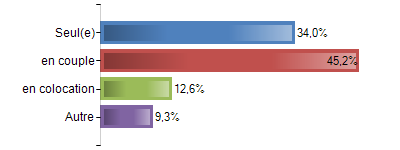 Seul(e) 34,0%
en couple 45,2%
en colocation 12,6%
Autre 9,3%